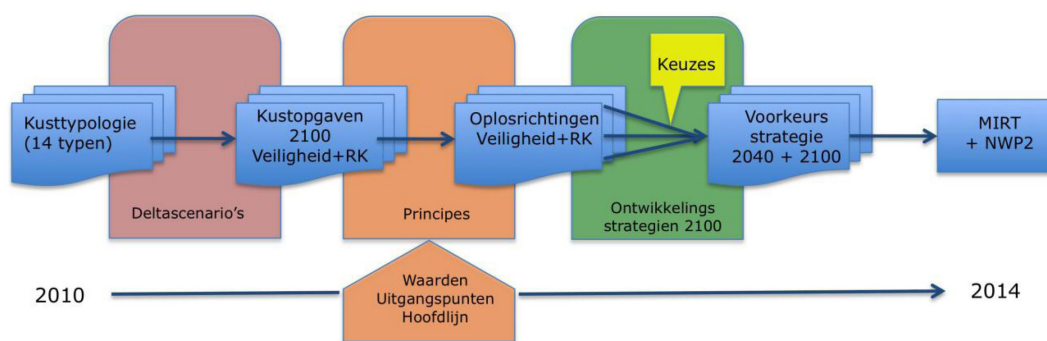 Keuzes
Kusttypologie
(14 typen)
Kustopgaven
2100
Veiligheid+RK
Oplosrichtingen
Veiligheid+RK
Voorkeurs
strategie
2040 + 2100
MIRT
+ NWP2
Deltascenario's
Principes
Ontwikkelings
strategien 2100
2010
Waarden
Uitgangspunten
Hoofdlijn
2014